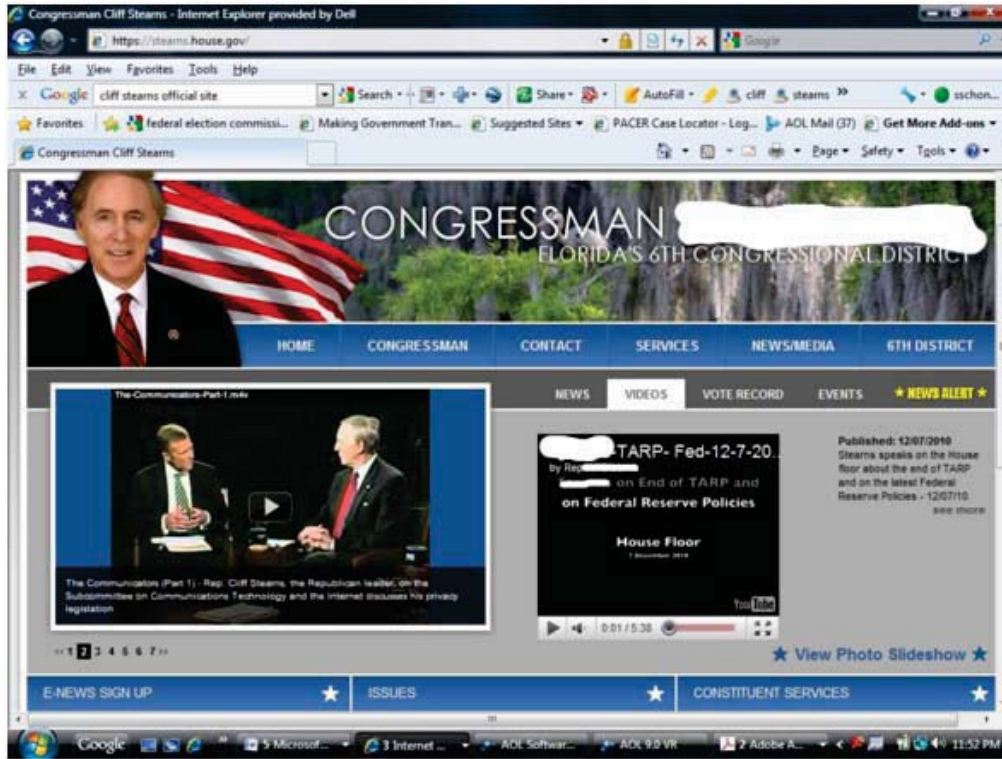 Congressman Cliff Stearns - Internet Explorer provided by Dell
https://stearns.house.gov/
Google
File Edit View Favorites Tools Help
x Google cliff stearns official site Search Share AutoFill cliff stearns » sschon...
Favorites federal election commissi... Making Government Tran... Suggested Sites PACER Case Locator - Log... AOL Mail (37) Get More Add-ons
Congressman Cliff Stearns Page Safety Tools
CONGRESSMAN
FLORIDA'S 6TH CONGRESSIONAL DISTRICT
HOME CONGRESSMAN CONTACT SERVICES NEWS/MEDIA 6TH DISTRICT
NEWS VIDEOS VOTE RECORD EVENTS ★ NEWS ALERT ★
The-Communicators-Part-1.m4v
The Communicators (Part 1) - Rep. Cliff Stearns, the Republican leader, on the
Subcommittee on Communications Technology and the Internet discusses his privacy
legislation
‹‹ 1 2 3 4 5 6 7 ››
-TARP- Fed-12-7-20...
by Rep
on End of TARP and
on Federal Reserve Policies
House Floor
7 December 2010
YouTube
0:01 / 5:38
Published: 12/07/2010
Stearns speaks on the House
floor about the end of TARP
and on the latest Federal
Reserve Policies - 12/07/10
see more
★ View Photo Slideshow ★
E-NEWS SIGN UP ISSUES CONSTITUENT SERVICES
Google » 5 Microsof... 3 Internet ... AOL Softwar... AOL 9.0 VR 2 Adobe A... 11:52 PM